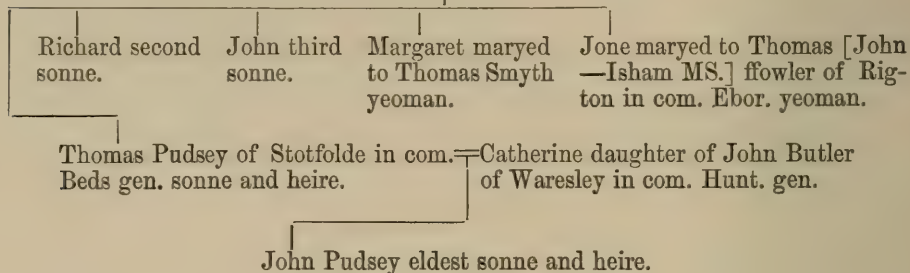 Richard second sonne.
John third sonne.
Margaret maryed to Thomas Smyth yeoman.
Jone maryed to Thomas [John
—Isham MS.] ffowler of Rig-
ton in com. Ebor. yeoman.
Thomas Pudsey of Stotfolde in com.
Beds gen. sonne and heire.
Catherine daughter of John Butler
of Waresley in com. Hunt. gen.
John Pudsey eldest sonne and heire.